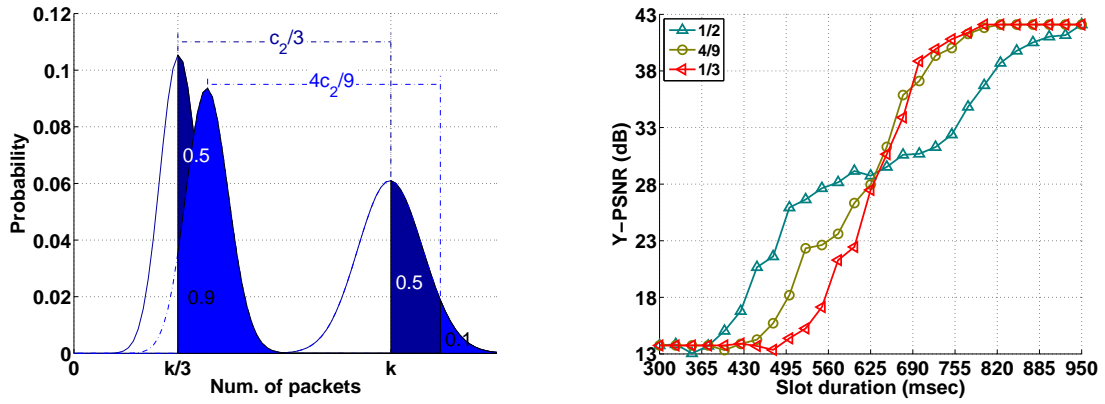 0.12
0.1
0.08
0.06
0.04
0.02
0
Probability
c2/3
4c2/9
0.5
0.9
0.5
0.1
0 k/3 k
Num. of packets
43
38
33
28
23
18
13
Y−PSNR (dB)
1/2
4/9
1/3
300 365 430 495 560 625 690 755 820 885 950
Slot duration (msec)